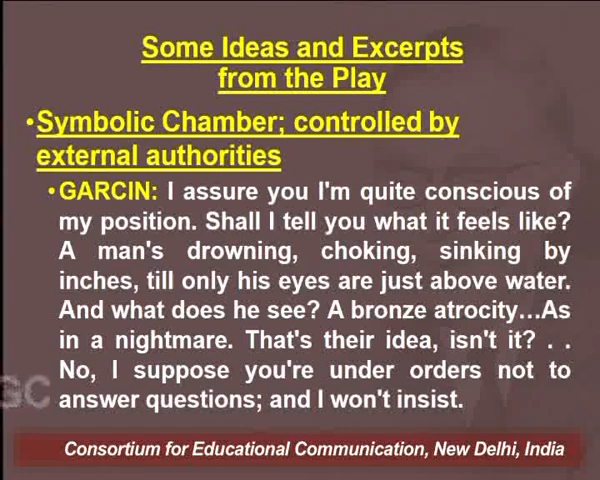 Some Ideas and Excerpts
from the Play
•Symbolic Chamber; controlled by
external authorities
•GARCIN: I assure you I'm quite conscious of
my position. Shall I tell you what it feels like?
A man's drowning, choking, sinking by
inches, till only his eyes are just above water.
And what does he see? A bronze atrocity...As
in a nightmare. That's their idea, isn't it? . .
No, I suppose you're under orders not to
answer questions; and I won't insist.
GC
Consortium for Educational Communication, New Delhi, India